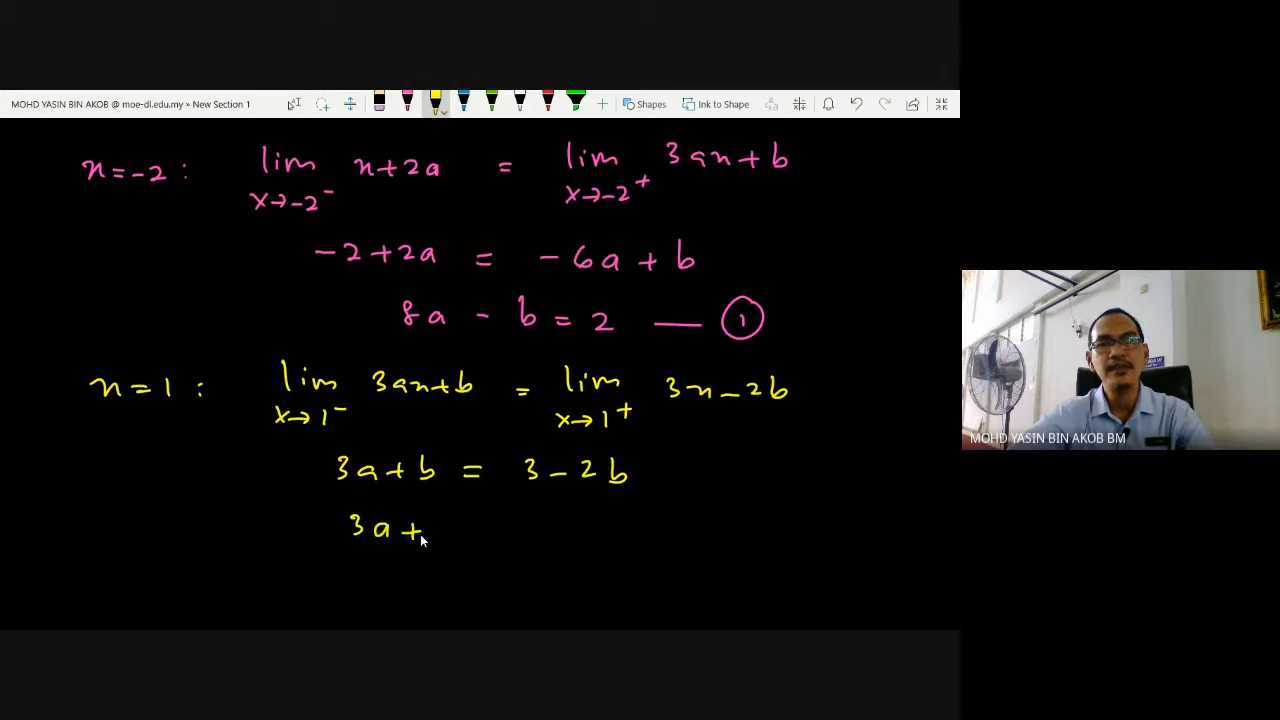 MOHD YASIN BIN AKOB @ moe-dl.edu.my » New Section 1
Shapes
Ink to Shape
x = -2 : lim x→-2⁻ x+2a = lim x→-2⁺ 3ax+b
-2+2a = -6a+b
8a - b = 2 — ①
x = 1 : lim x→1⁻ 3ax+b = lim x→1⁺ 3x-2b
3a+b = 3-2b
3a+
MOHD YASIN BIN AKOB BM